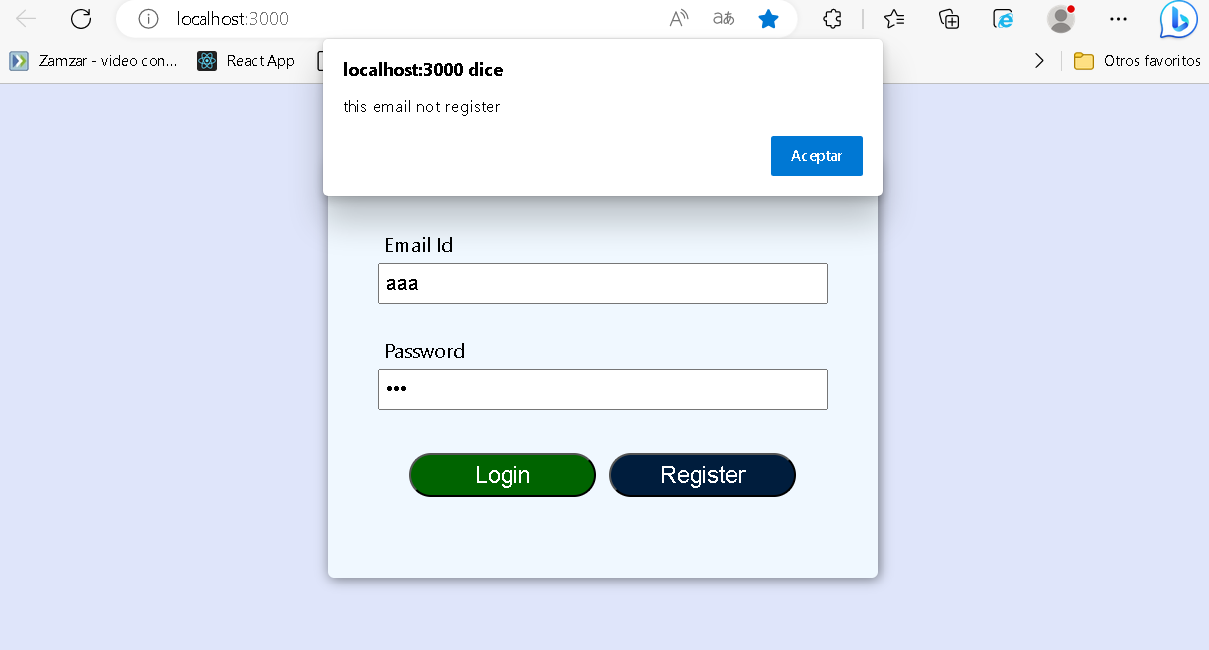 localhost:3000
Zamzar - video con...
React App
Otros favoritos
localhost:3000 dice
this email not register
Aceptar
Email Id
aaa
Password
•••
Login
Register